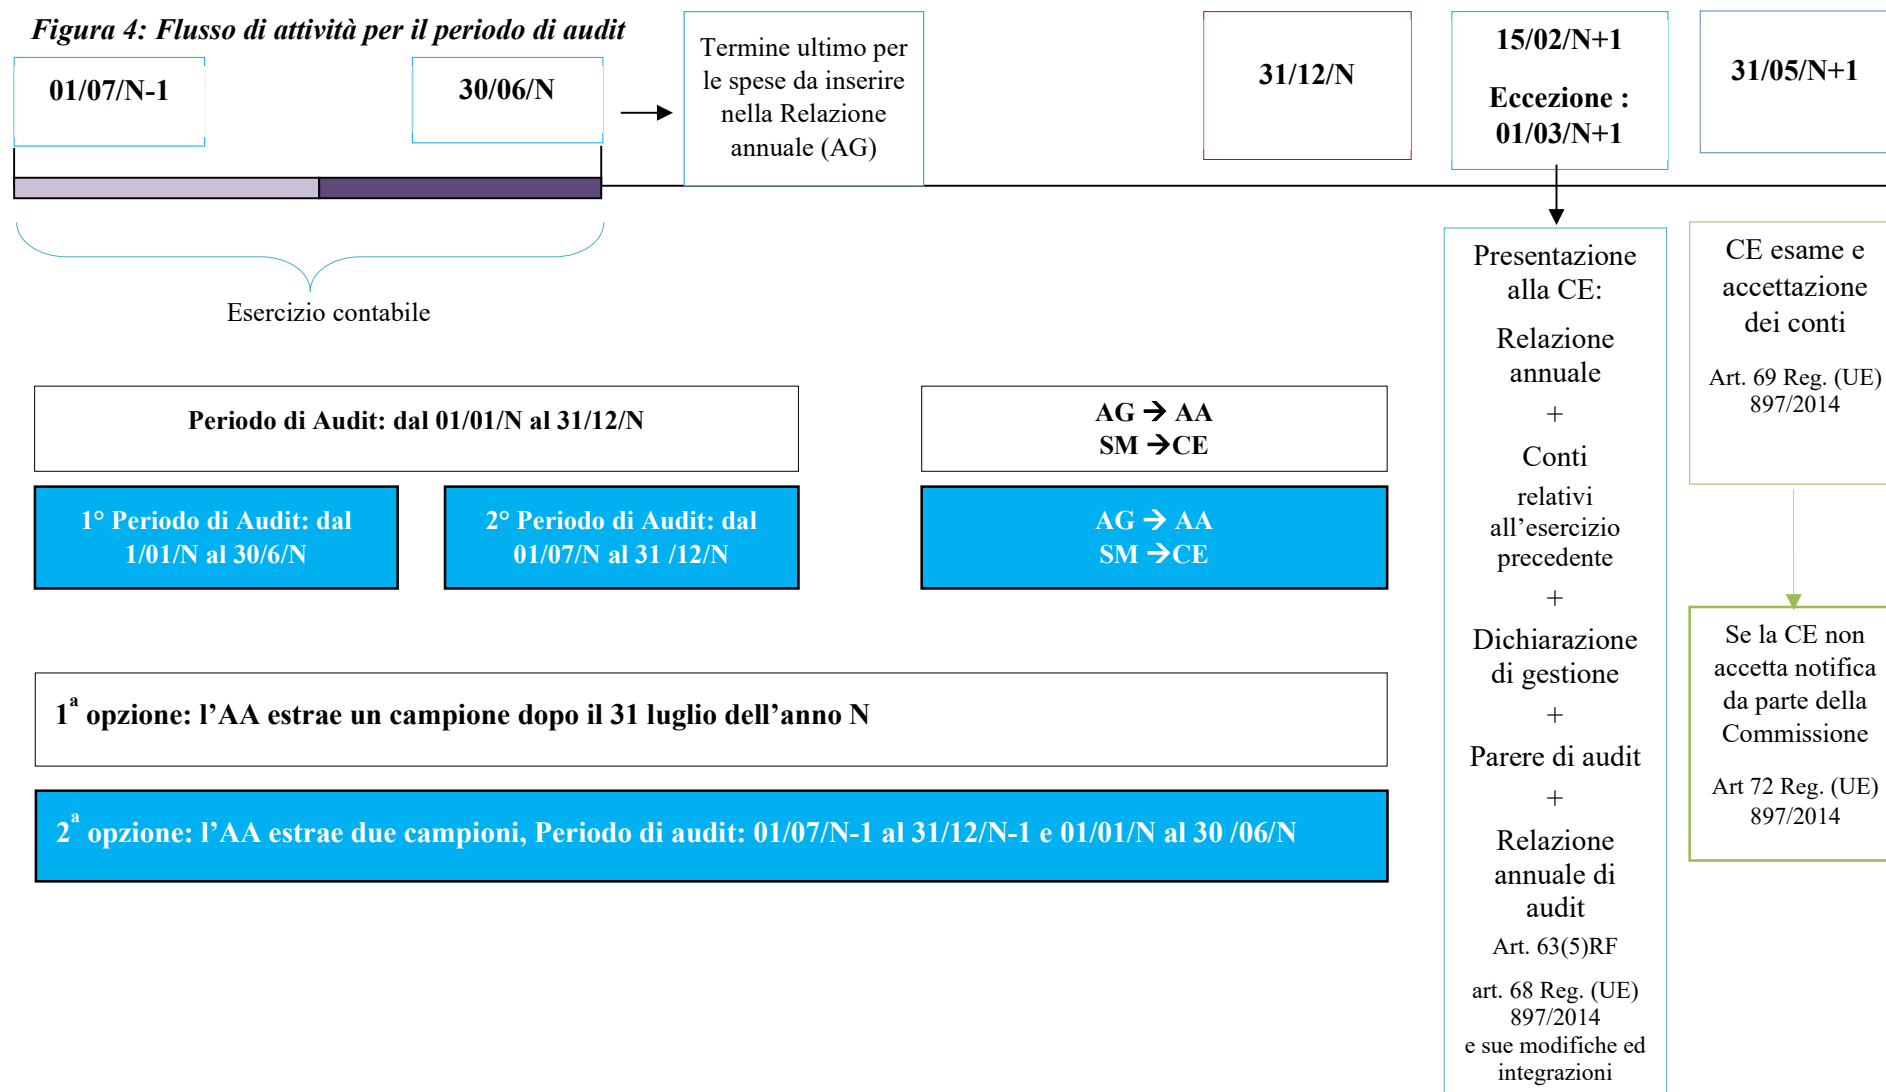 Figura 4: Flusso di attività per il periodo di audit
01/07/N-1
30/06/N
Termine ultimo per
le spese da inserire
nella Relazione
annuale (AG)
31/12/N
15/02/N+1
Eccezione :
01/03/N+1
31/05/N+1
Esercizio contabile
Periodo di Audit: dal 01/01/N al 31/12/N
AG → AA
SM →CE
1° Periodo di Audit: dal
1/01/N al 30/6/N
2° Periodo di Audit: dal
01/07/N al 31 /12/N
AG → AA
SM →CE
1ª opzione: l’AA estrae un campione dopo il 31 luglio dell’anno N
2ª opzione: l’AA estrae due campioni, Periodo di audit: 01/07/N-1 al 31/12/N-1 e 01/01/N al 30 /06/N
Presentazione
alla CE:
Relazione
annuale
+
Conti
relativi
all’esercizio
precedente
+
Dichiarazione
di gestione
+
Parere di audit
+
Relazione
annuale di
audit
Art. 63(5)RF
art. 68 Reg. (UE)
897/2014
e sue modifiche ed
integrazioni
CE esame e
accettazione
dei conti
Art. 69 Reg. (UE)
897/2014
Se la CE non
accetta notifica
da parte della
Commissione
Art 72 Reg. (UE)
897/2014